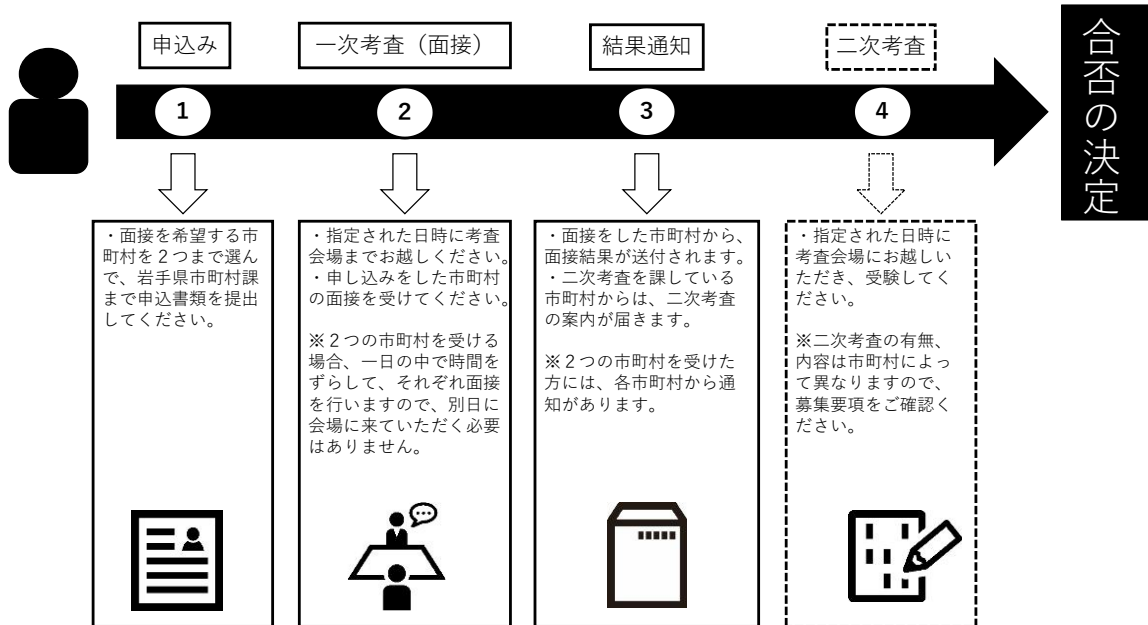 申込み
一次考査（面接）
結果通知
二次考査
合否の決定
1
2
3
4
・面接を希望する市
町村を２つまで選ん
で、岩手県市町村課
まで申込書類を提出
してください。
・指定された日時に考査
会場までお越しください。
・申し込みをした市町村
の面接を受けてください。
※２つの市町村を受ける
場合、一日の中で時間を
ずらして、それぞれ面接
を行いますので、別日に
会場に来ていただく必要
はありません。
・面接をした市町村から、
面接結果が送付されます。
・二次考査を課している
市町村からは、二次考査
の案内が届きます。
※２つの市町村を受けた
方には、各市町村から通
知があります。
・指定された日時に
考査会場にお越しい
ただき、受験してく
ださい。
※二次考査の有無、
内容は市町村によっ
て異なりますので、
募集要項をご確認く
ださい。